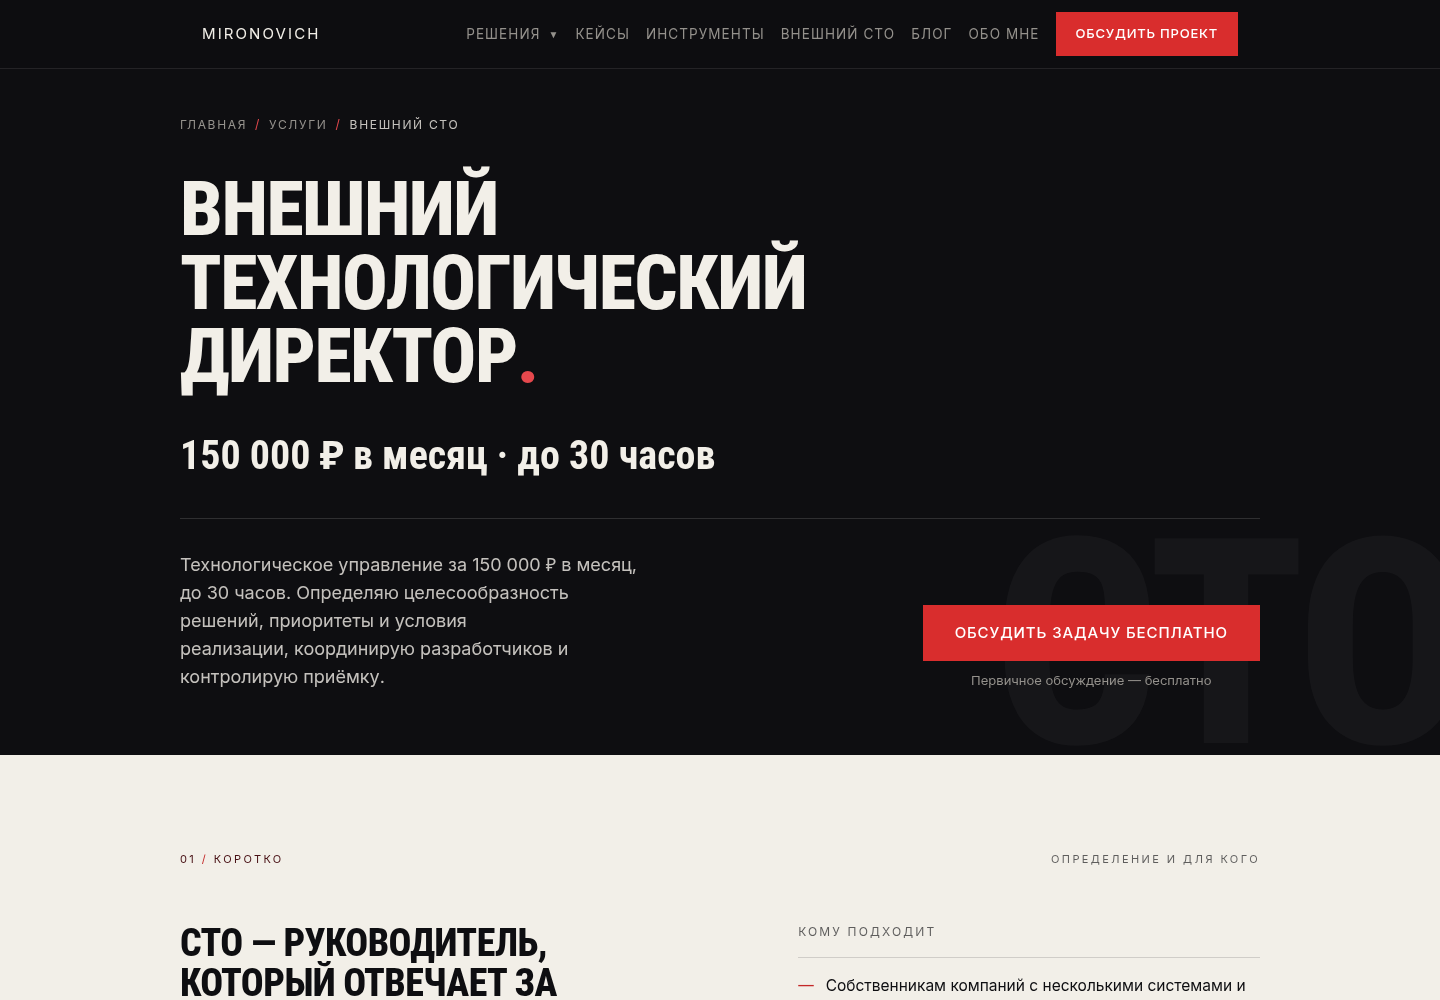 MIRONOVICH
РЕШЕНИЯ ▾ КЕЙСЫ ИНСТРУМЕНТЫ ВНЕШНИЙ СТО БЛОГ ОБО МНЕ ОБСУДИТЬ ПРОЕКТ
ГЛАВНАЯ / УСЛУГИ / ВНЕШНИЙ СТО
ВНЕШНИЙ
ТЕХНОЛОГИЧЕСКИЙ
ДИРЕКТОР.
150 000 ₽ в месяц · до 30 часов
Технологическое управление за 150 000 ₽ в месяц,
до 30 часов. Определяю целесообразность
решений, приоритеты и условия
реализации, координирую разработчиков и
контролирую приёмку.
СТО
ОБСУДИТЬ ЗАДАЧУ БЕСПЛАТНО
Первичное обсуждение — бесплатно
01 / КОРОТКО
ОПРЕДЕЛЕНИЕ И ДЛЯ КОГО
СТО — РУКОВОДИТЕЛЬ,
КОТОРЫЙ ОТВЕЧАЕТ ЗА
КОМУ ПОДХОДИТ
— Собственникам компаний с несколькими системами и